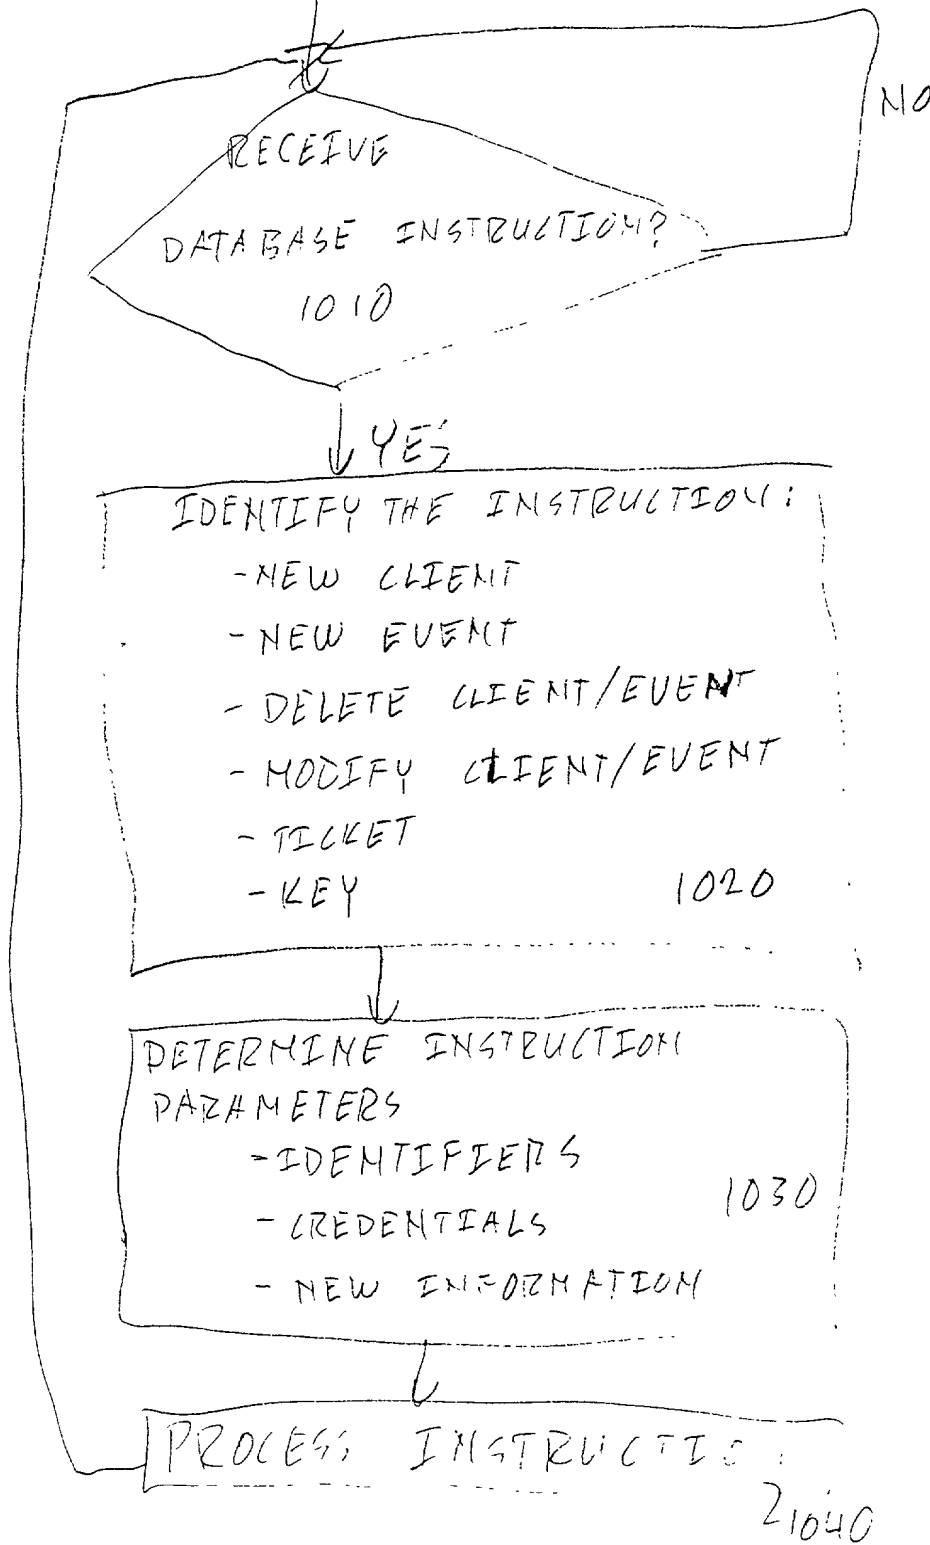 NO
RECEIVE
DATABASE INSTRUCTION?
1010
YES
IDENTIFY THE INSTRUCTION:
-NEW CLIENT
-NEW EVENT
-DELETE CLIENT/EVENT
-MODIFY CLIENT/EVENT
-TICKET
-KEY 1020
DETERMINE INSTRUCTION
PARAMETERS
-IDENTIFIERS
1030
-CREDENTIALS
-NEW INFORMATION
PROCESS INSTRUCTIO
1040